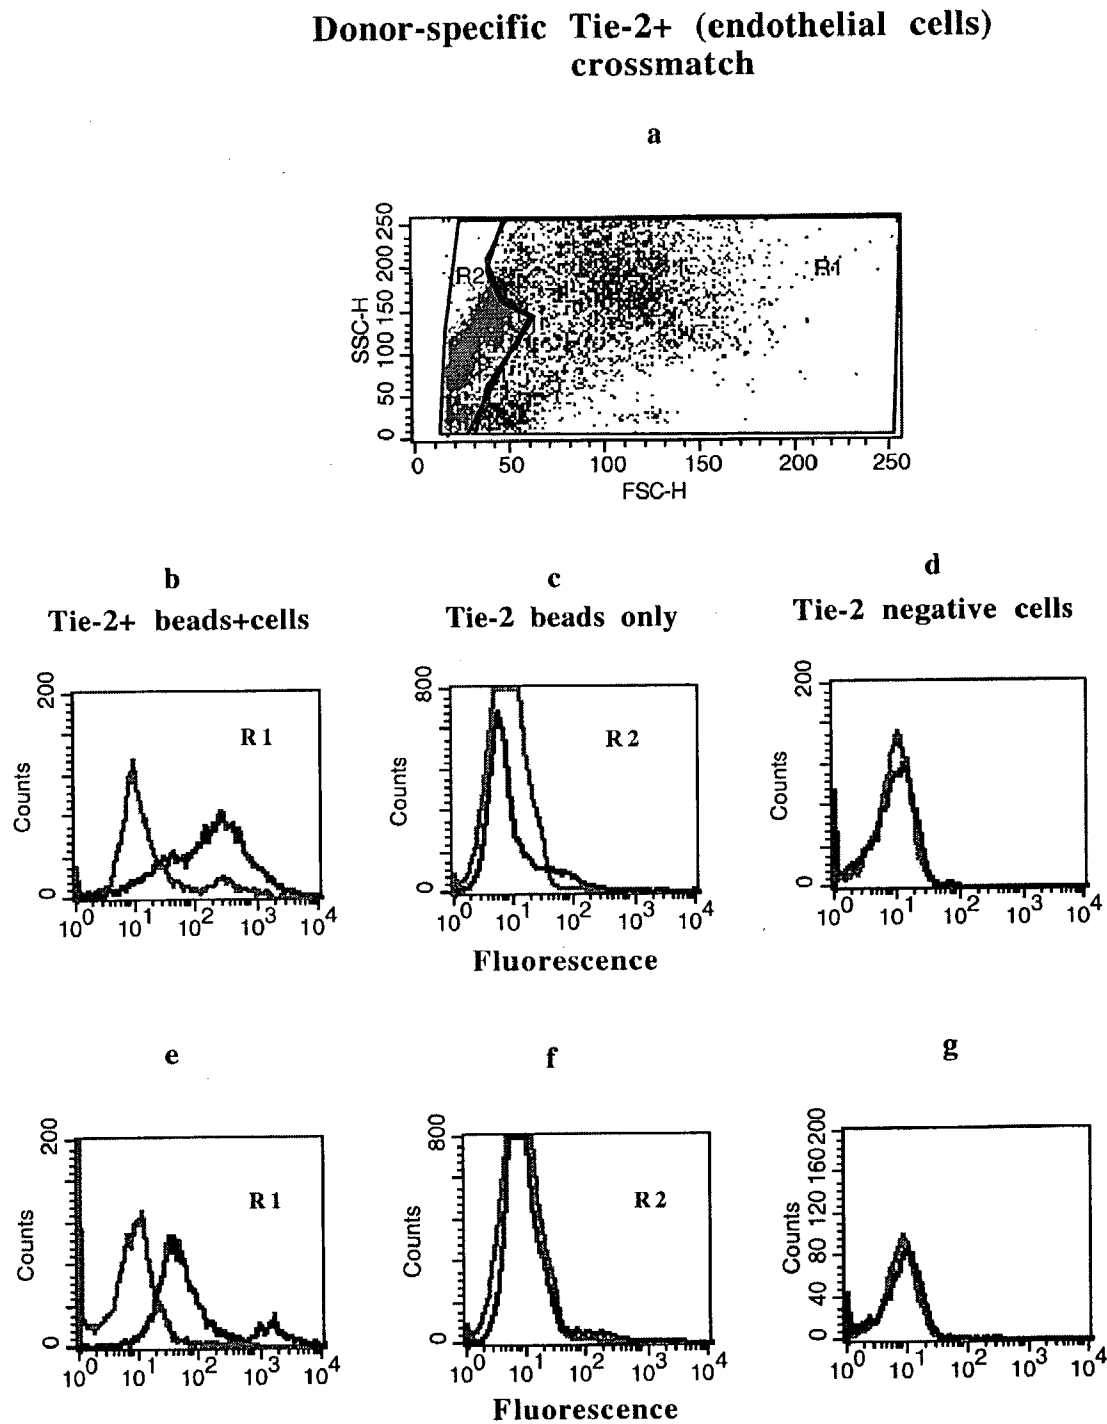 Donor-specific Tie-2+ (endothelial cells)
crossmatch
a
SSC-H
0 50 100 150 200 250
R2
R1
0 50 100 150 200 250
FSC-H
b
c
d
Tie-2+ beads+cells
Tie-2 beads only
Tie-2 negative cells
200
Counts
0
R1
10^0 10^1 10^2 10^3 10^4
800
Counts
0
R2
10^0 10^1 10^2 10^3 10^4
200
Counts
0
10^0 10^1 10^2 10^3 10^4
Fluorescence
e
f
g
200
Counts
0
R1
10^0 10^1 10^2 10^3 10^4
800
Counts
0
R2
10^0 10^1 10^2 10^3 10^4
0 40 80 120 160 200
Counts
10^0 10^1 10^2 10^3 10^4
Fluorescence